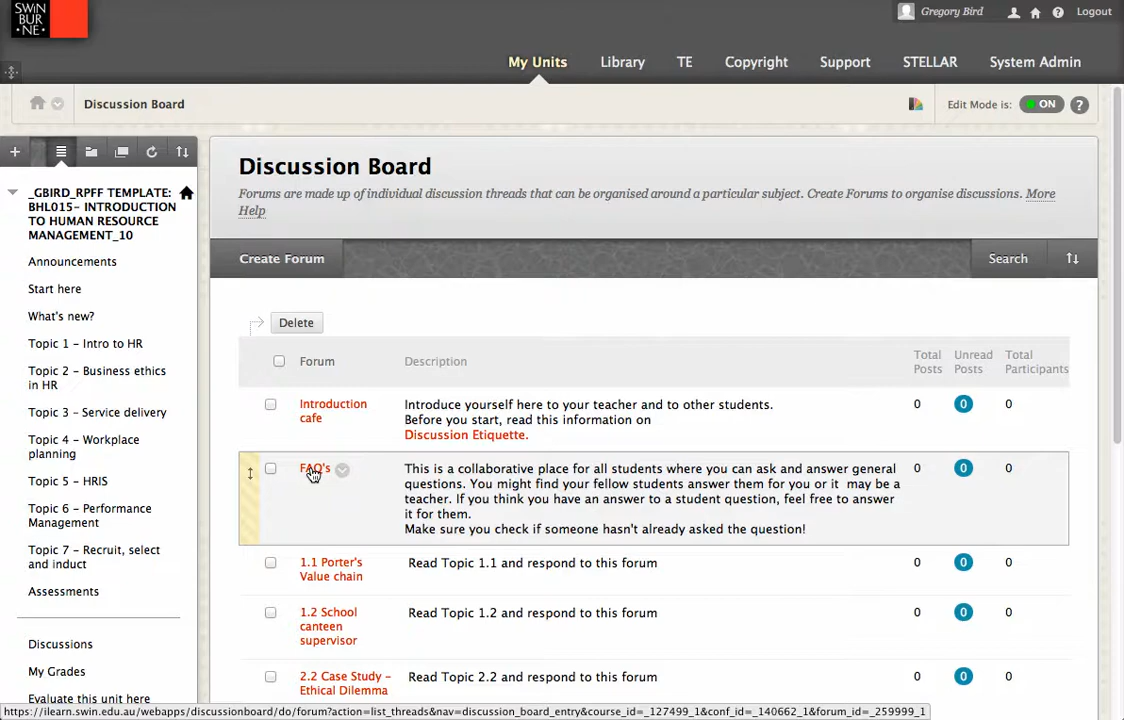 SWIN
BUR
• NE •
Gregory Bird
Logout
My Units
Library
TE
Copyright
Support
STELLAR
System Admin
Discussion Board
Edit Mode is:
ON
?
_GBIRD_RPFF TEMPLATE:
BHL015- INTRODUCTION
TO HUMAN RESOURCE
MANAGEMENT_10
Announcements
Start here
What's new?
Topic 1 - Intro to HR
Topic 2 - Business ethics
in HR
Topic 3 - Service delivery
Topic 4 - Workplace
planning
Topic 5 - HRIS
Topic 6 - Performance
Management
Topic 7 - Recruit, select
and induct
Assessments
Discussions
My Grades
Evaluate this unit here
Discussion Board
Forums are made up of individual discussion threads that can be organised around a particular subject. Create Forums to organise discussions. More
Help
Create Forum
Search
Delete
Forum
Description
Total
Posts
Unread
Posts
Total
Participants
Introduction
cafe
Introduce yourself here to your teacher and to other students.
Before you start, read this information on
Discussion Etiquette.
0
0
0
FAQ's
This is a collaborative place for all students where you can ask and answer general
questions. You might find your fellow students answer them for you or it may be a
teacher. If you think you have an answer to a student question, feel free to answer
it for them.
Make sure you check if someone hasn't already asked the question!
0
0
0
1.1 Porter's
Value chain
Read Topic 1.1 and respond to this forum
0
0
0
1.2 School
canteen
supervisor
Read Topic 1.2 and respond to this forum
0
0
0
2.2 Case Study -
Ethical Dilemma
Read Topic 2.2 and respond to this forum
0
0
0
https://ilearn.swin.edu.au/webapps/discussionboard/do/forum?action=list_threads&nav=discussion_board_entry&course_id=_127499_1&conf_id=_140662_1&forum_id=_259999_1